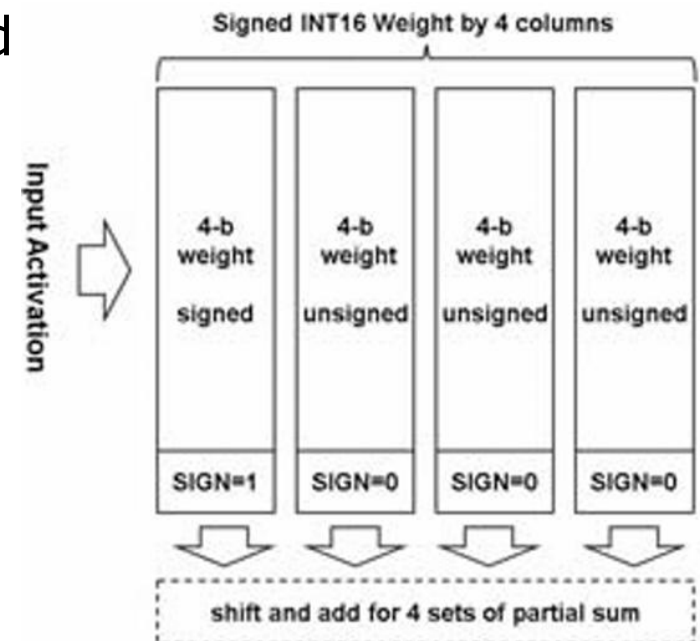 d
Signed INT16 Weight by 4 columns
Input Activation
4-b
weight
signed
4-b
weight
unsigned
4-b
weight
unsigned
4-b
weight
unsigned
SIGN=1
SIGN=0
SIGN=0
SIGN=0
shift and add for 4 sets of partial sum